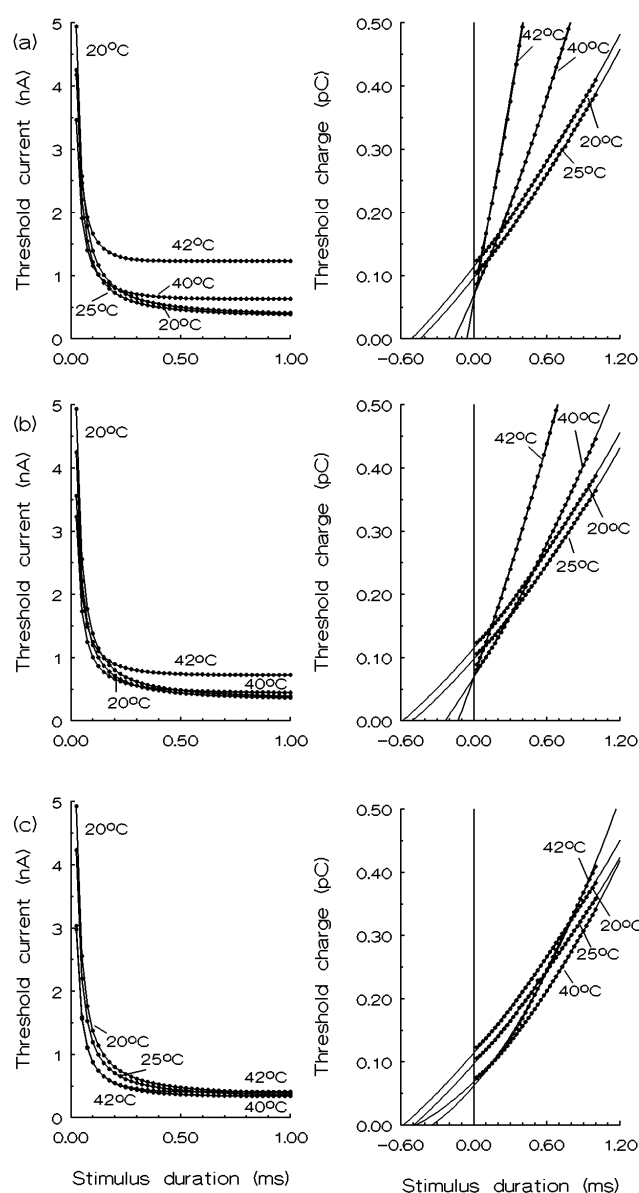 (a)
Threshold current (nA)
5
4
3
2
1
0
20°C
42°C
40°C
25°C
20°C
0.00
0.50
1.00
Threshold charge (pC)
0.50
0.40
0.30
0.20
0.10
0.00
42°C
40°C
20°C
25°C
−0.60
0.00
0.60
1.20
(b)
Threshold current (nA)
5
4
3
2
1
0
20°C
42°C
40°C
20°C
0.00
0.50
1.00
Threshold charge (pC)
0.50
0.40
0.30
0.20
0.10
0.00
42°C
40°C
20°C
25°C
−0.60
0.00
0.60
1.20
(c)
Threshold current (nA)
5
4
3
2
1
0
20°C
20°C
25°C
42°C
42°C
40°C
0.00
0.50
1.00
Stimulus duration (ms)
Threshold charge (pC)
0.50
0.40
0.30
0.20
0.10
0.00
42°C
20°C
25°C
40°C
−0.60
0.00
0.60
1.20
Stimulus duration (ms)